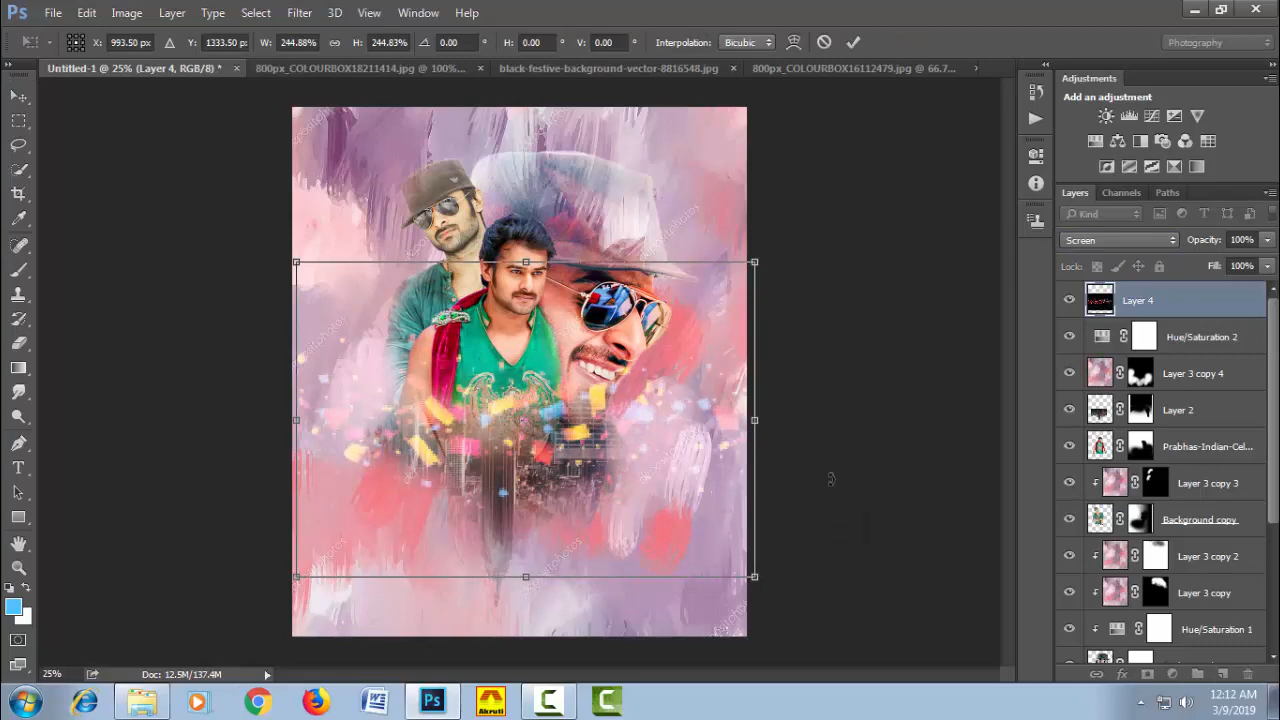 Ps File Edit Image Layer Type Select Filter 3D View Window Help
X: 993.50 px Y: 1333.50 px W: 244.88% H: 244.83% 0.00 ° H: 0.00 ° V: 0.00 ° Interpolation: Bicubic Photography
Untitled-1 @ 25% (Layer 4, RGB/8) * × 800px_COLOURBOX18211414.jpg @ 100%... × black-festive-background-vector-8816548.jpg × 800px_COLOURBOX16112479.jpg @ 66.7...
Adjustments
Add an adjustment
Layers Channels Paths
Kind
Screen Opacity: 100%
Lock: Fill: 100%
Layer 4
Hue/Saturation 2
Layer 3 copy 4
Layer 2
Prabhas-Indian-Cel...
Layer 3 copy 3
Background copy
Layer 3 copy 2
Layer 3 copy
Hue/Saturation 1
25% Doc: 12.5M/137.4M
Ps Akruti
12:12 AM
3/9/2019